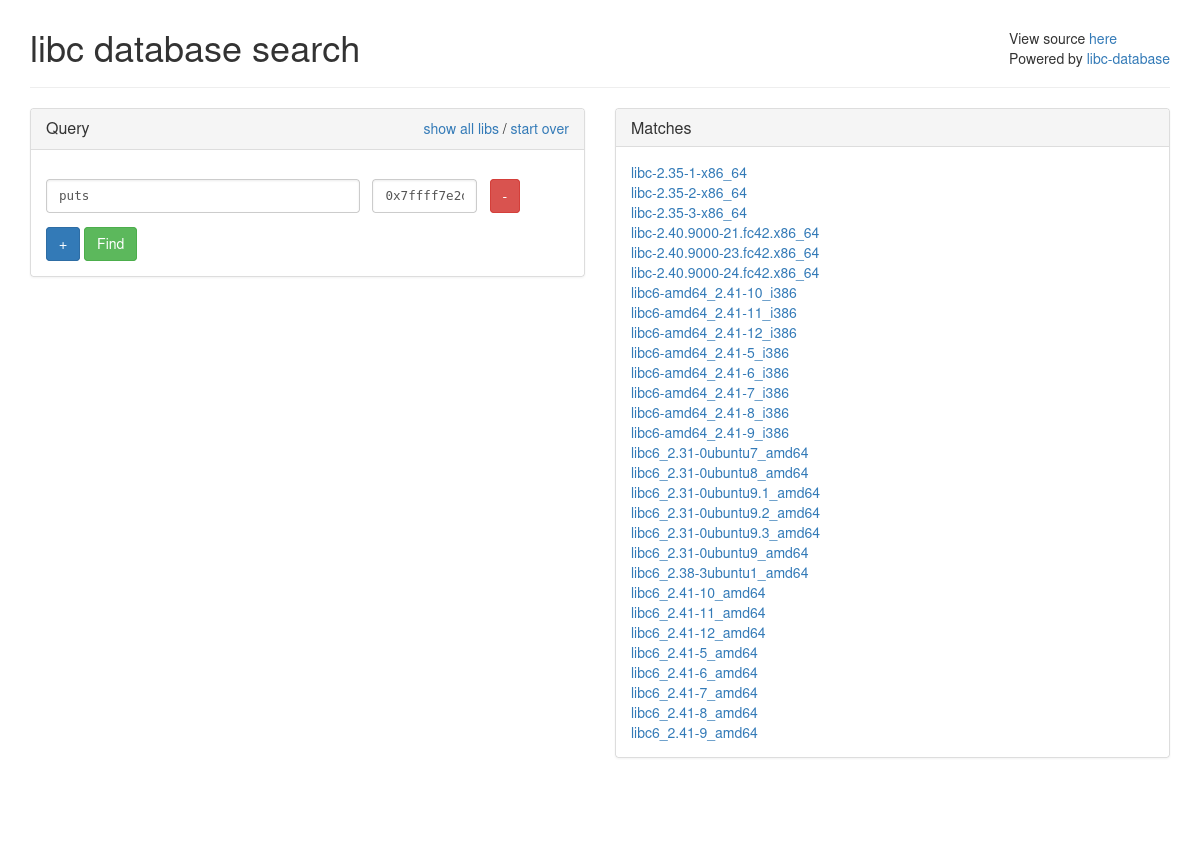 libc database search
View source here
Powered by libc-database
Query
show all libs / start over
puts
0x7ffff7e2
-
+
Find
Matches
libc-2.35-1-x86_64
libc-2.35-2-x86_64
libc-2.35-3-x86_64
libc-2.40.9000-21.fc42.x86_64
libc-2.40.9000-23.fc42.x86_64
libc-2.40.9000-24.fc42.x86_64
libc6-amd64_2.41-10_i386
libc6-amd64_2.41-11_i386
libc6-amd64_2.41-12_i386
libc6-amd64_2.41-5_i386
libc6-amd64_2.41-6_i386
libc6-amd64_2.41-7_i386
libc6-amd64_2.41-8_i386
libc6-amd64_2.41-9_i386
libc6_2.31-0ubuntu7_amd64
libc6_2.31-0ubuntu8_amd64
libc6_2.31-0ubuntu9.1_amd64
libc6_2.31-0ubuntu9.2_amd64
libc6_2.31-0ubuntu9.3_amd64
libc6_2.31-0ubuntu9_amd64
libc6_2.38-3ubuntu1_amd64
libc6_2.41-10_amd64
libc6_2.41-11_amd64
libc6_2.41-12_amd64
libc6_2.41-5_amd64
libc6_2.41-6_amd64
libc6_2.41-7_amd64
libc6_2.41-8_amd64
libc6_2.41-9_amd64